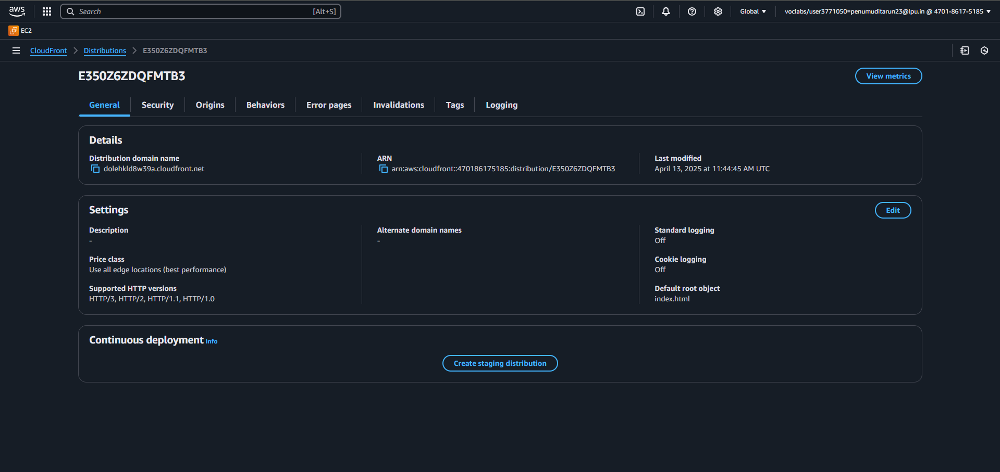 aws
Search [Alt+S]
Global
voclabs/user3771050=penumuditarun23@lpu.in @ 4701-8617-5185
EC2
CloudFront
Distributions
E350Z6ZDQFMTB3
E350Z6ZDQFMTB3
View metrics
General
Security
Origins
Behaviors
Error pages
Invalidations
Tags
Logging
Details
Distribution domain name
dolehkld8w39a.cloudfront.net
ARN
arn:aws:cloudfront::470186175185:distribution/E350Z6ZDQFMTB3
Last modified
April 13, 2025 at 11:44:45 AM UTC
Settings
Edit
Description
-
Price class
Use all edge locations (best performance)
Supported HTTP versions
HTTP/3, HTTP/2, HTTP/1.1, HTTP/1.0
Alternate domain names
-
Standard logging
Off
Cookie logging
Off
Default root object
index.html
Continuous deployment Info
Create staging distribution